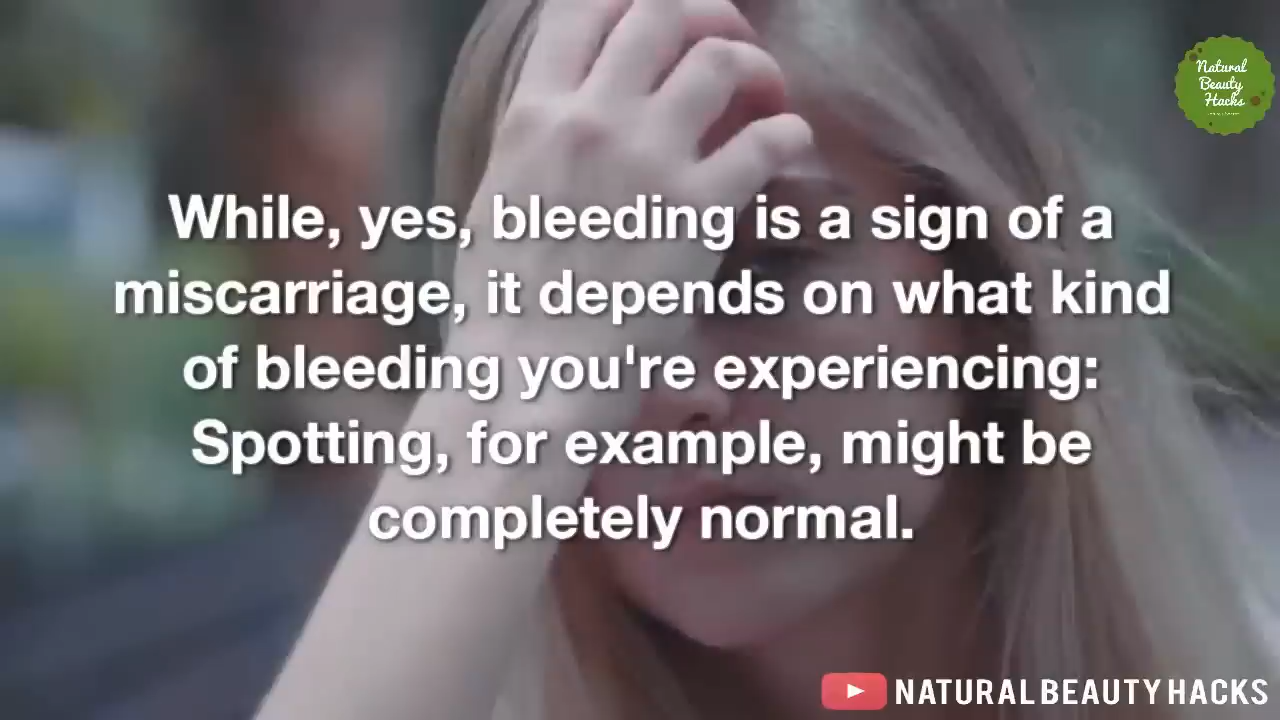 Natural
Beauty
Hacks
While, yes, bleeding is a sign of a
miscarriage, it depends on what kind
of bleeding you're experiencing:
Spotting, for example, might be
completely normal.
NATURAL BEAUTY HACKS